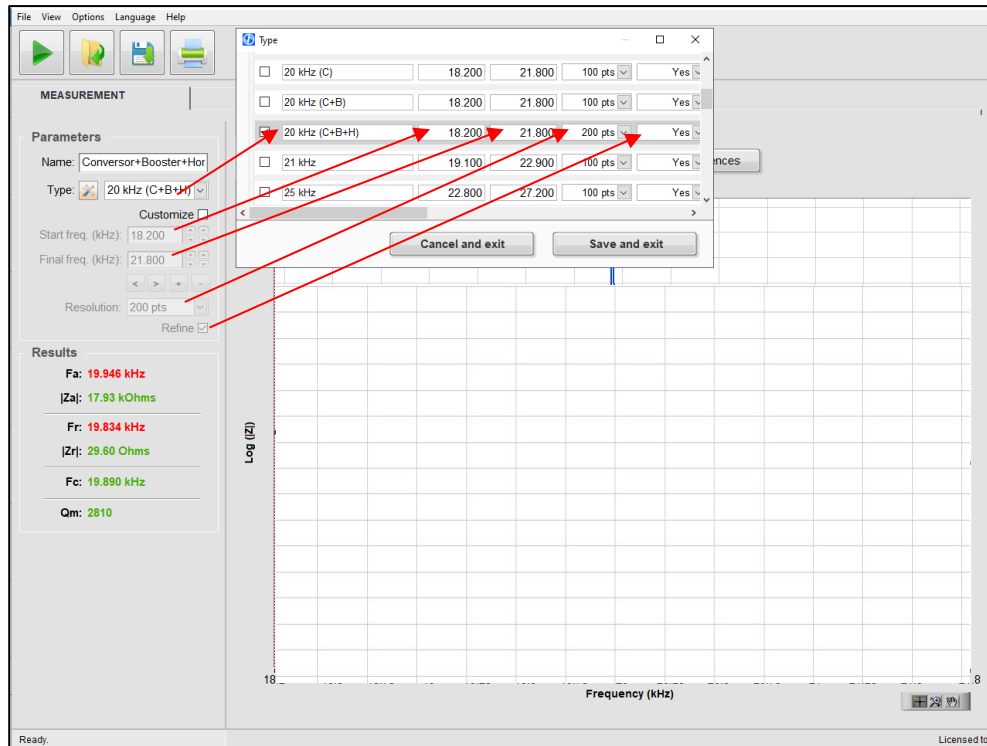 File View Options Language Help
Type
20 kHz (C) 18.200 21.800 100 pts Yes
20 kHz (C+B) 18.200 21.800 100 pts Yes
20 kHz (C+B+H) 18.200 21.800 200 pts Yes
21 kHz 19.100 22.900 100 pts Yes
25 kHz 22.800 27.200 100 pts Yes
Cancel and exit Save and exit
MEASUREMENT
Parameters
Name: Conversor+Booster+Hor
Type: 20 kHz (C+B+H)
Customize
Start freq. (kHz): 18.200
Final freq. (kHz): 21.800
< > + -
Resolution: 200 pts
Refine
Results
Fa: 19.946 kHz
|Za|: 17.93 kOhms
Fr: 19.834 kHz
|Zr|: 29.60 Ohms
Fc: 19.890 kHz
Qm: 2810
ences
Log (|Z|)
18
8
Frequency (kHz)
Ready.
Licensed to